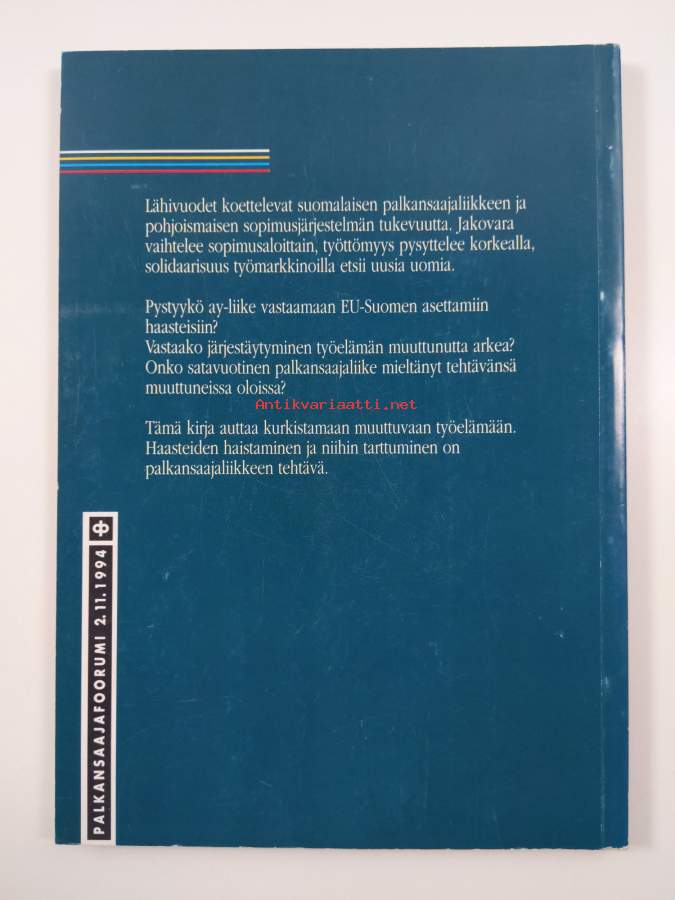 Lähivuodet koettelevat suomalaisen palkansaajaliikkeen ja
pohjoismaisen sopimusjärjestelmän tukevuutta. Jakovara
vaihtelee sopimusaloittain, työttömyys pysyttelee korkealla,
solidaarisuus työmarkkinoilla etsii uusia uomia.
Pystyykö ay-liike vastaamaan EU-Suomen asettamiin
haasteisiin?
Vastaako järjestäytyminen työelämän muuttunutta arkea?
Onko satavuotinen palkansaajaliike mieltänyt tehtävänsä
muuttuneissa oloissa?
Antikvariaatti.net
Tämä kirja auttaa kurkistamaan muuttuvaan työelämään.
Haasteiden haistaminen ja niihin tarttuminen on
palkansaajaliikkeen tehtävä.
PALKANSAAJAFOORUMI 2.11.1994